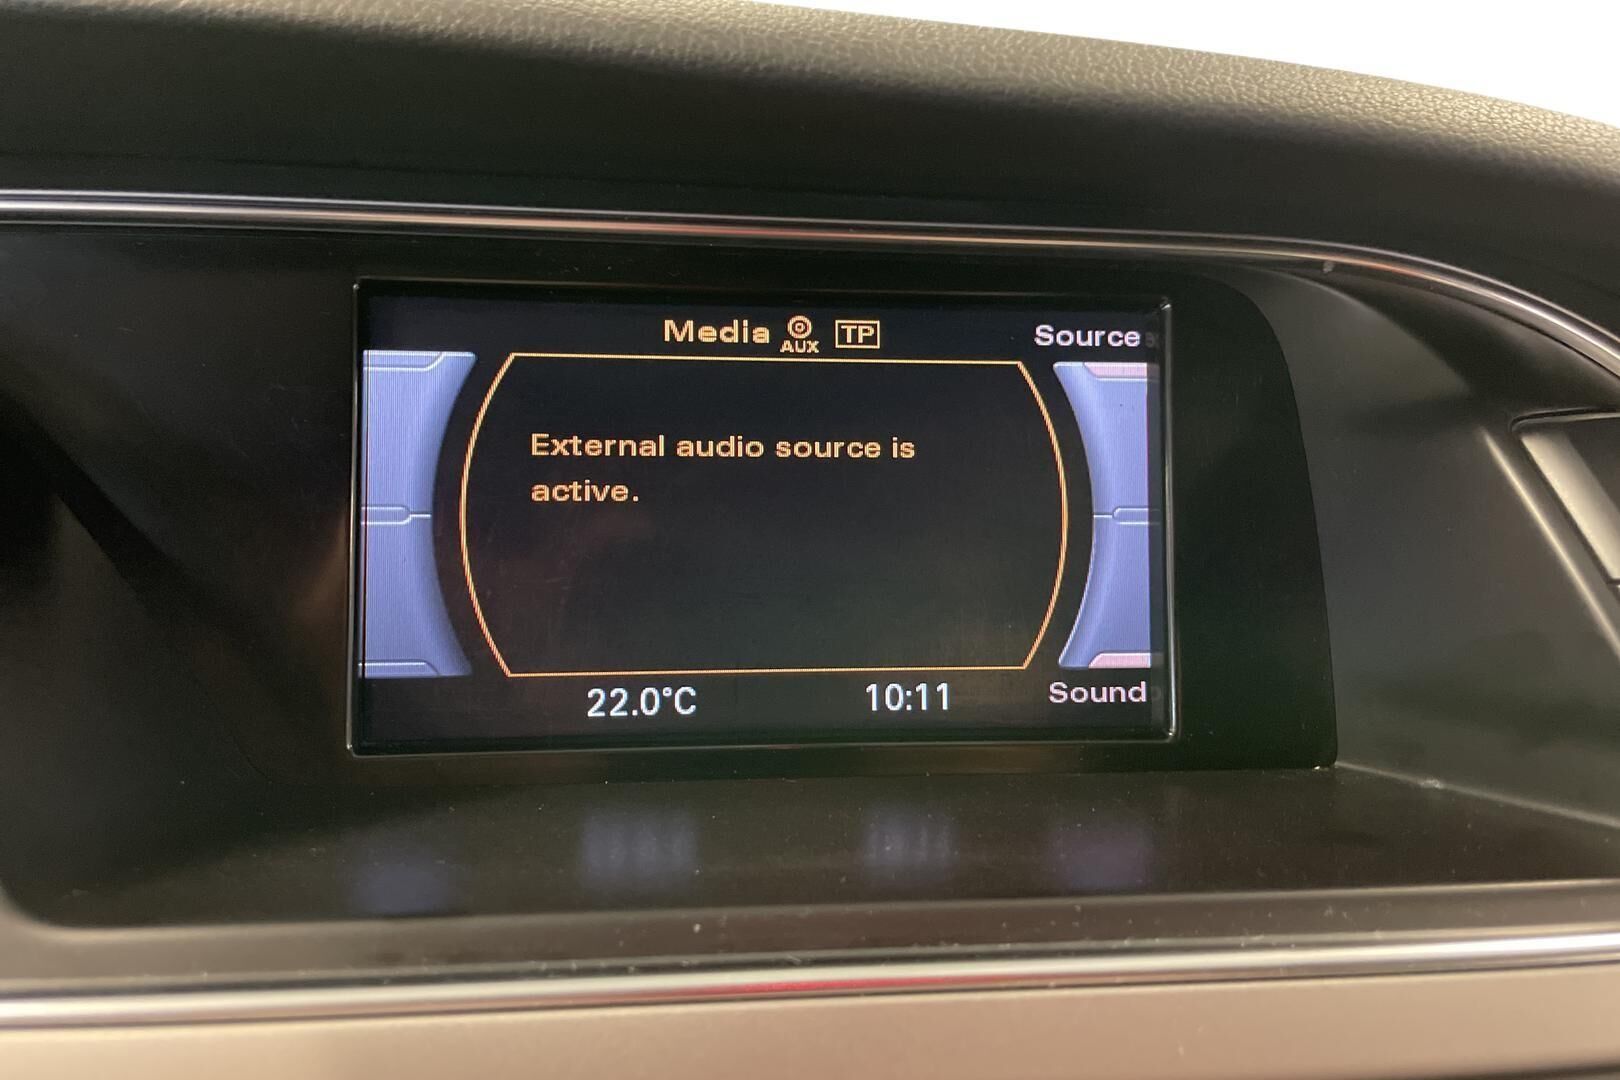 Media AUX TP Source
External audio source is
active.
22.0°C 10:11 Sound